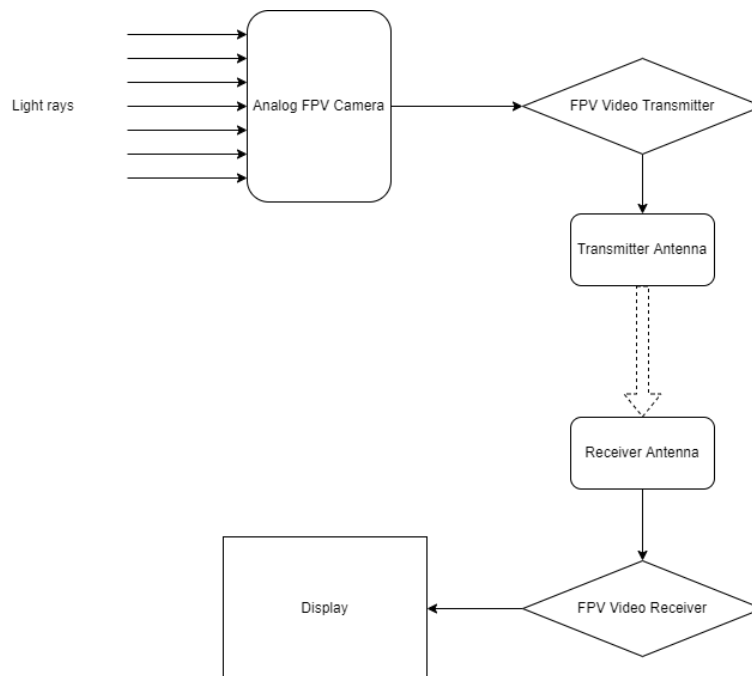 Light rays
Analog FPV Camera
FPV Video Transmitter
Transmitter Antenna
Receiver Antenna
FPV Video Receiver
Display